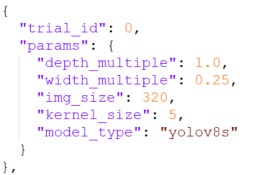 {
  "trial_id": 0,
  "params": {
    "depth_multiple": 1.0,
    "width_multiple": 0.25,
    "img_size": 320,
    "kernel_size": 5,
    "model_type": "yolov8s"
  }
},